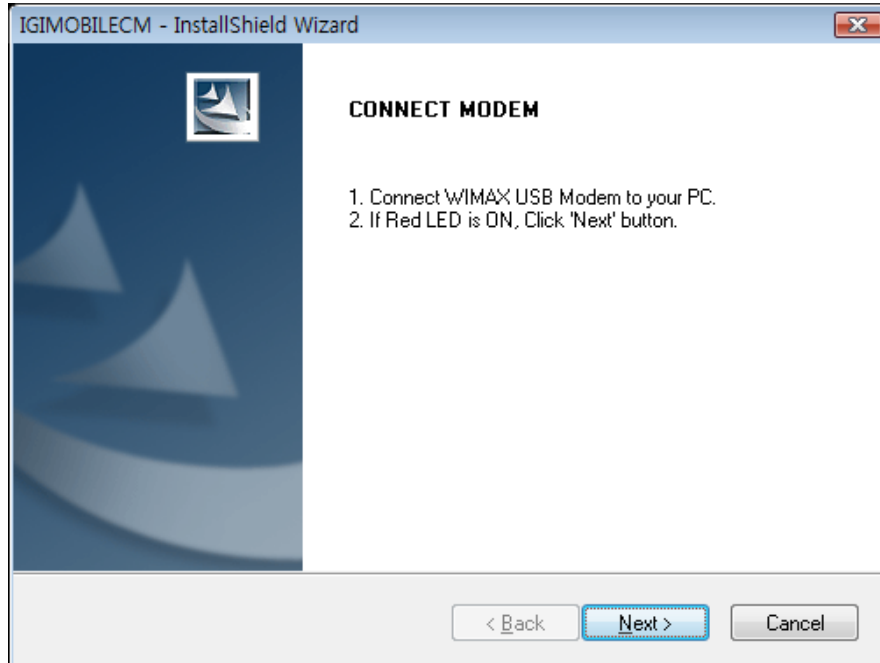 IGIMOBILECM - InstallShield Wizard
CONNECT MODEM
1. Connect WIMAX USB Modem to your PC.
2. If Red LED is ON, Click 'Next' button.
< Back
Next >
Cancel